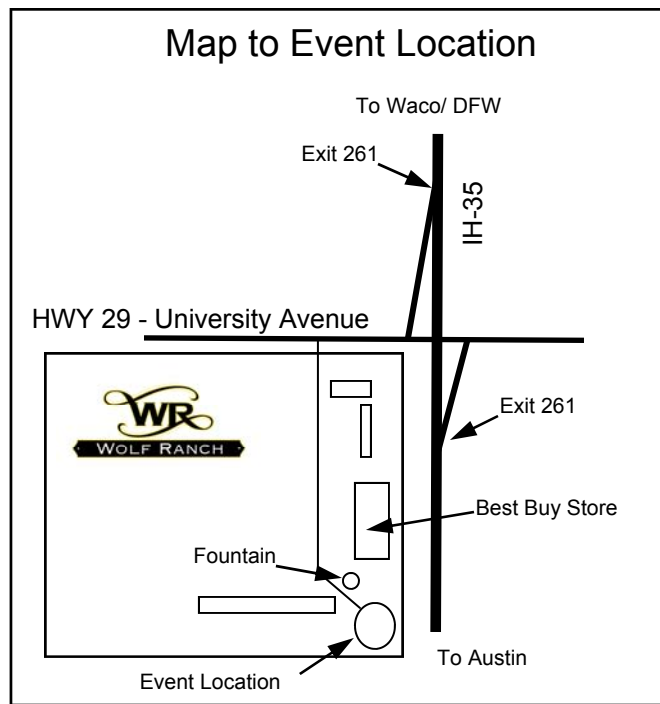 Map to Event Location
To Waco/ DFW
Exit 261
IH-35
HWY 29 - University Avenue
WR
WOLF RANCH
Exit 261
Best Buy Store
Fountain
To Austin
Event Location